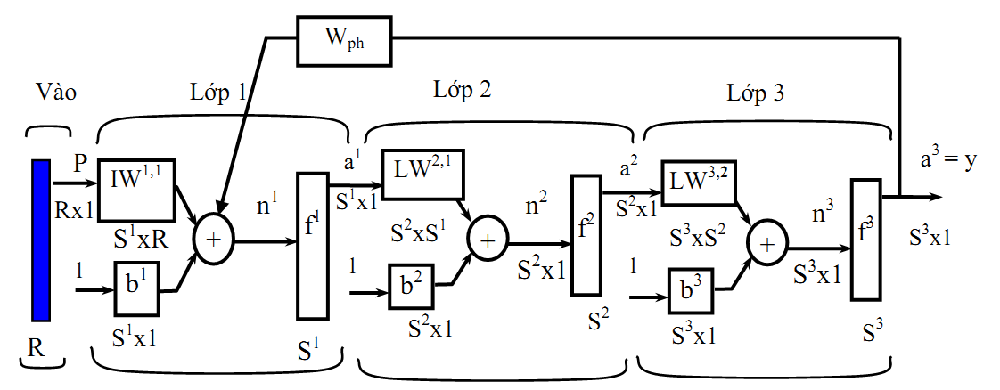 W_ph
Vào
Lớp 1
Lớp 2
Lớp 3
P
IW^1,1
Rx1
S^1xR
n^1
f^1
a^1
S^1x1
LW^2,1
S^2xS^1
n^2
f^2
a^2
S^2x1
LW^3,2
S^3xS^2
n^3
f^3
a^3 = y
S^3x1
+
+
+
1
b^1
S^1x1
1
b^2
S^2x1
S^2x1
1
b^3
S^3x1
S^3x1
R
S^1
S^2
S^3